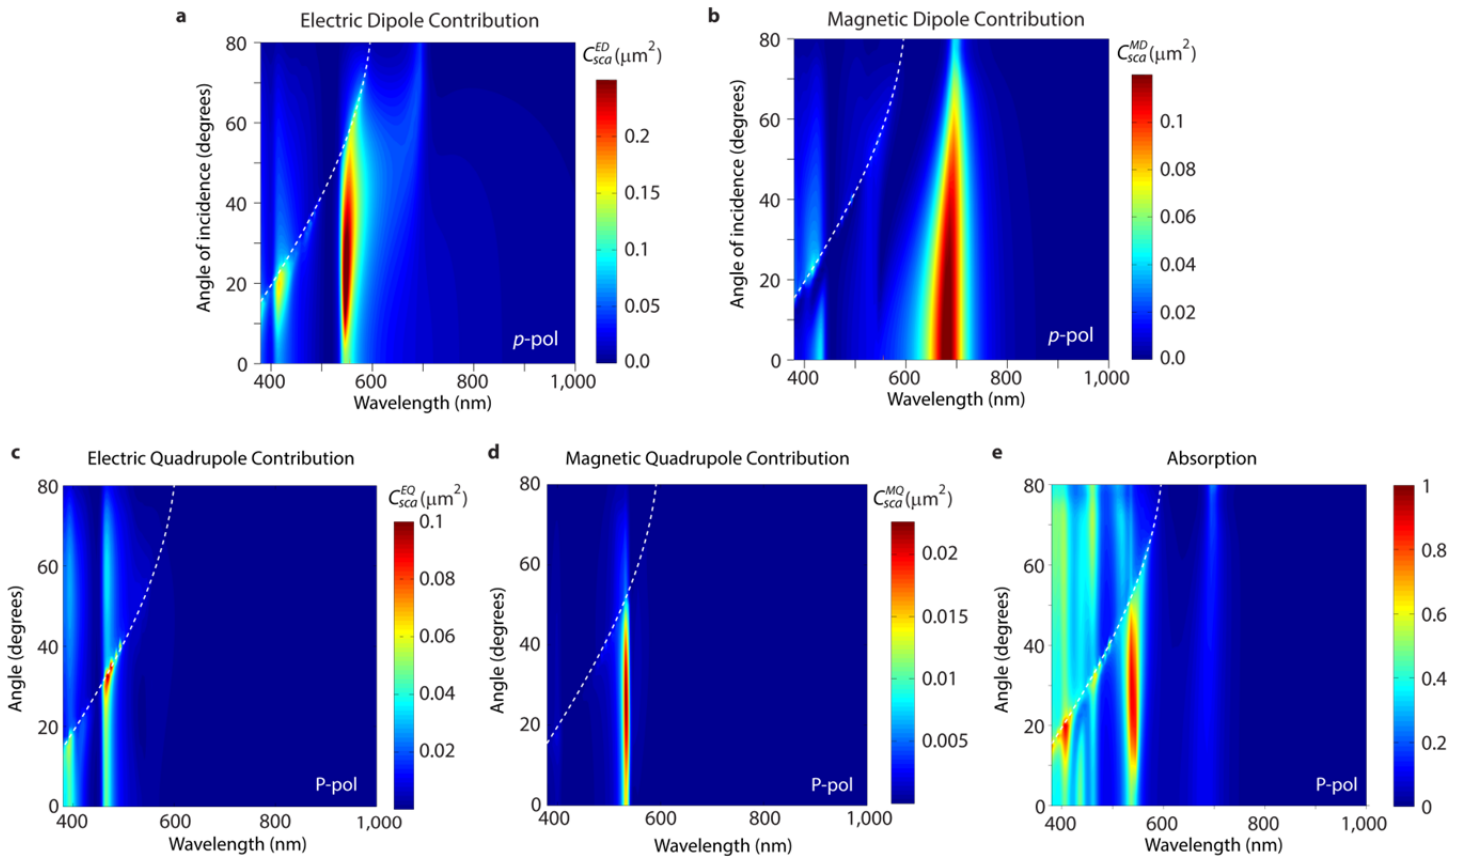 a
Electric Dipole Contribution
C_sca^ED (μm²)
80
60
40
20
0
Angle of incidence (degrees)
p-pol
400
600
800
1,000
Wavelength (nm)
0.2
0.15
0.1
0.05
0.0
b
Magnetic Dipole Contribution
C_sca^MD (μm²)
80
60
40
20
0
Angle of incidence (degrees)
p-pol
400
600
800
1,000
Wavelength (nm)
0.1
0.08
0.06
0.04
0.02
0.0
c
Electric Quadrupole Contribution
C_sca^EQ (μm²)
80
60
40
20
0
Angle (degrees)
P-pol
400
600
800
1,000
Wavelength (nm)
0.1
0.08
0.06
0.04
0.02
d
Magnetic Quadrupole Contribution
C_sca^MQ (μm²)
80
60
40
20
0
Angle (degrees)
P-pol
400
600
800
1,000
Wavelength (nm)
0.02
0.015
0.01
0.005
e
Absorption
80
60
40
20
0
Angle (degrees)
P-pol
400
600
800
1,000
Wavelength (nm)
1
0.8
0.6
0.4
0.2
0